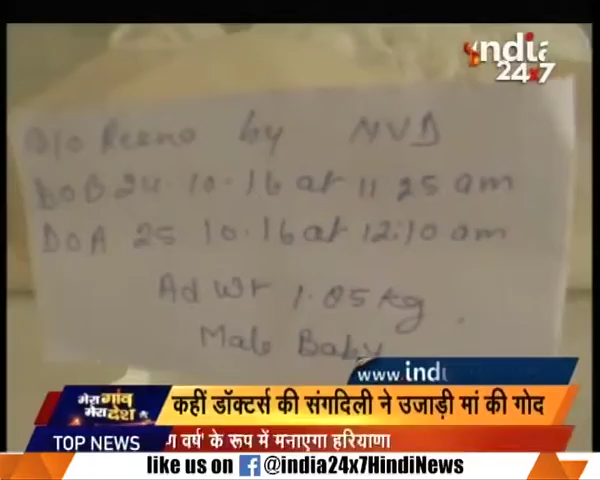 india
24x7
B/O Reena by NVD
DOB 24.10.16 at 11 25 am
DOA 25 10.16 at 12:10 am
Ad wt 1.05 kg
Male Baby
www.indi
मेरा गांव
मेरा देश
कहीं डॉक्टर्स की संगदिली ने उजाड़ी मां की गोद
TOP NEWS
वर्ष' के रूप में मनाएगा हरियाणा
like us on f @india24x7HindiNews